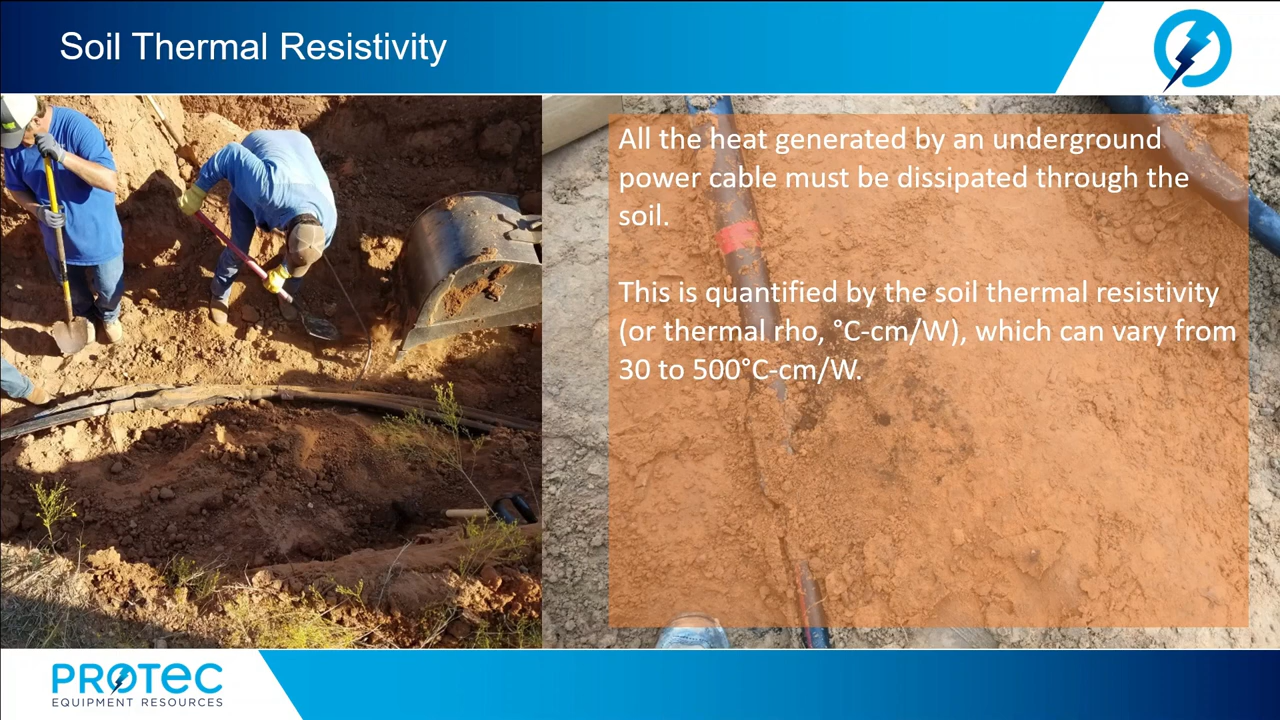 Soil Thermal Resistivity
All the heat generated by an underground
power cable must be dissipated through the
soil.
This is quantified by the soil thermal resistivity
(or thermal rho, °C-cm/W), which can vary from
30 to 500°C-cm/W.
PROTEC
EQUIPMENT RESOURCES